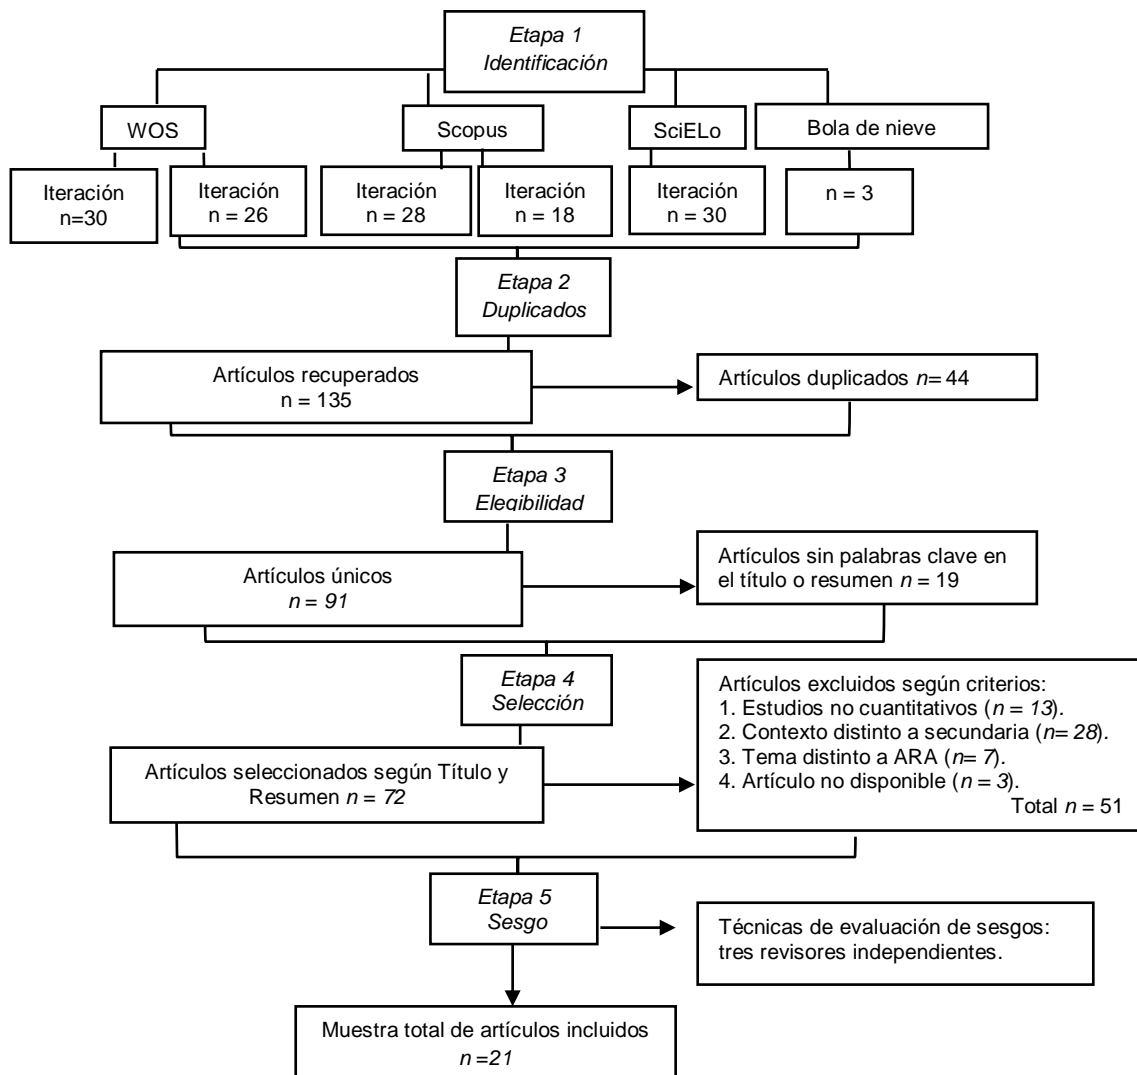 Etapa 1
Identificación
WOS
Scopus
SciELo
Bola de nieve
Iteración
n=30
Iteración
n = 26
Iteración
n = 28
Iteración
n = 18
Iteración
n = 30
n = 3
Etapa 2
Duplicados
Artículos recuperados
n = 135
Artículos duplicados n= 44
Etapa 3
Elegibilidad
Artículos únicos
n = 91
Artículos sin palabras clave en
el título o resumen n = 19
Etapa 4
Selección
Artículos seleccionados según Título y
Resumen n = 72
Artículos excluidos según criterios:
1. Estudios no cuantitativos (n = 13).
2. Contexto distinto a secundaria (n= 28).
3. Tema distinto a ARA (n= 7).
4. Artículo no disponible (n = 3).
Total n = 51
Etapa 5
Sesgo
Técnicas de evaluación de sesgos:
tres revisores independientes.
Muestra total de artículos incluidos
n =21